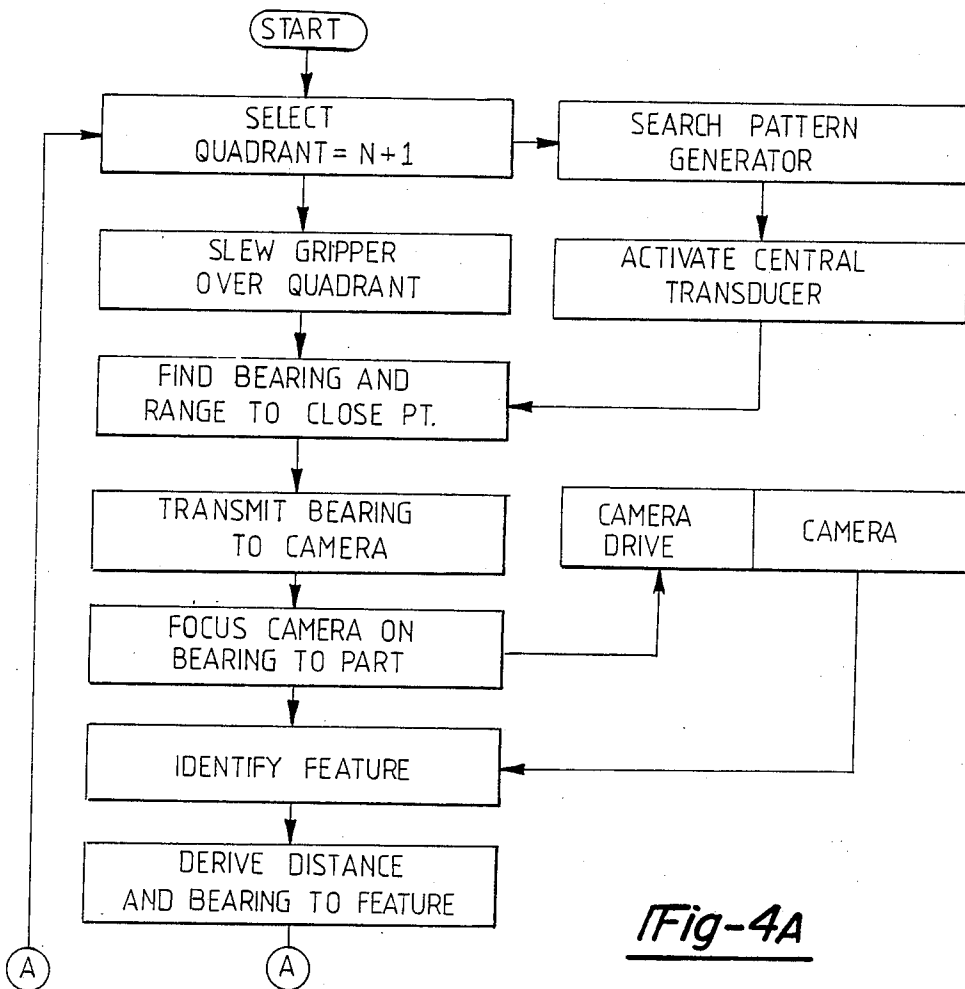 START
SELECT
QUADRANT = N+1
SEARCH PATTERN
GENERATOR
SLEW GRIPPER
OVER QUADRANT
ACTIVATE CENTRAL
TRANSDUCER
FIND BEARING AND
RANGE TO CLOSE PT.
TRANSMIT BEARING
TO CAMERA
CAMERA
DRIVE
CAMERA
FOCUS CAMERA ON
BEARING TO PART
IDENTIFY FEATURE
DERIVE DISTANCE
AND BEARING TO FEATURE
Fig-4A
A
A